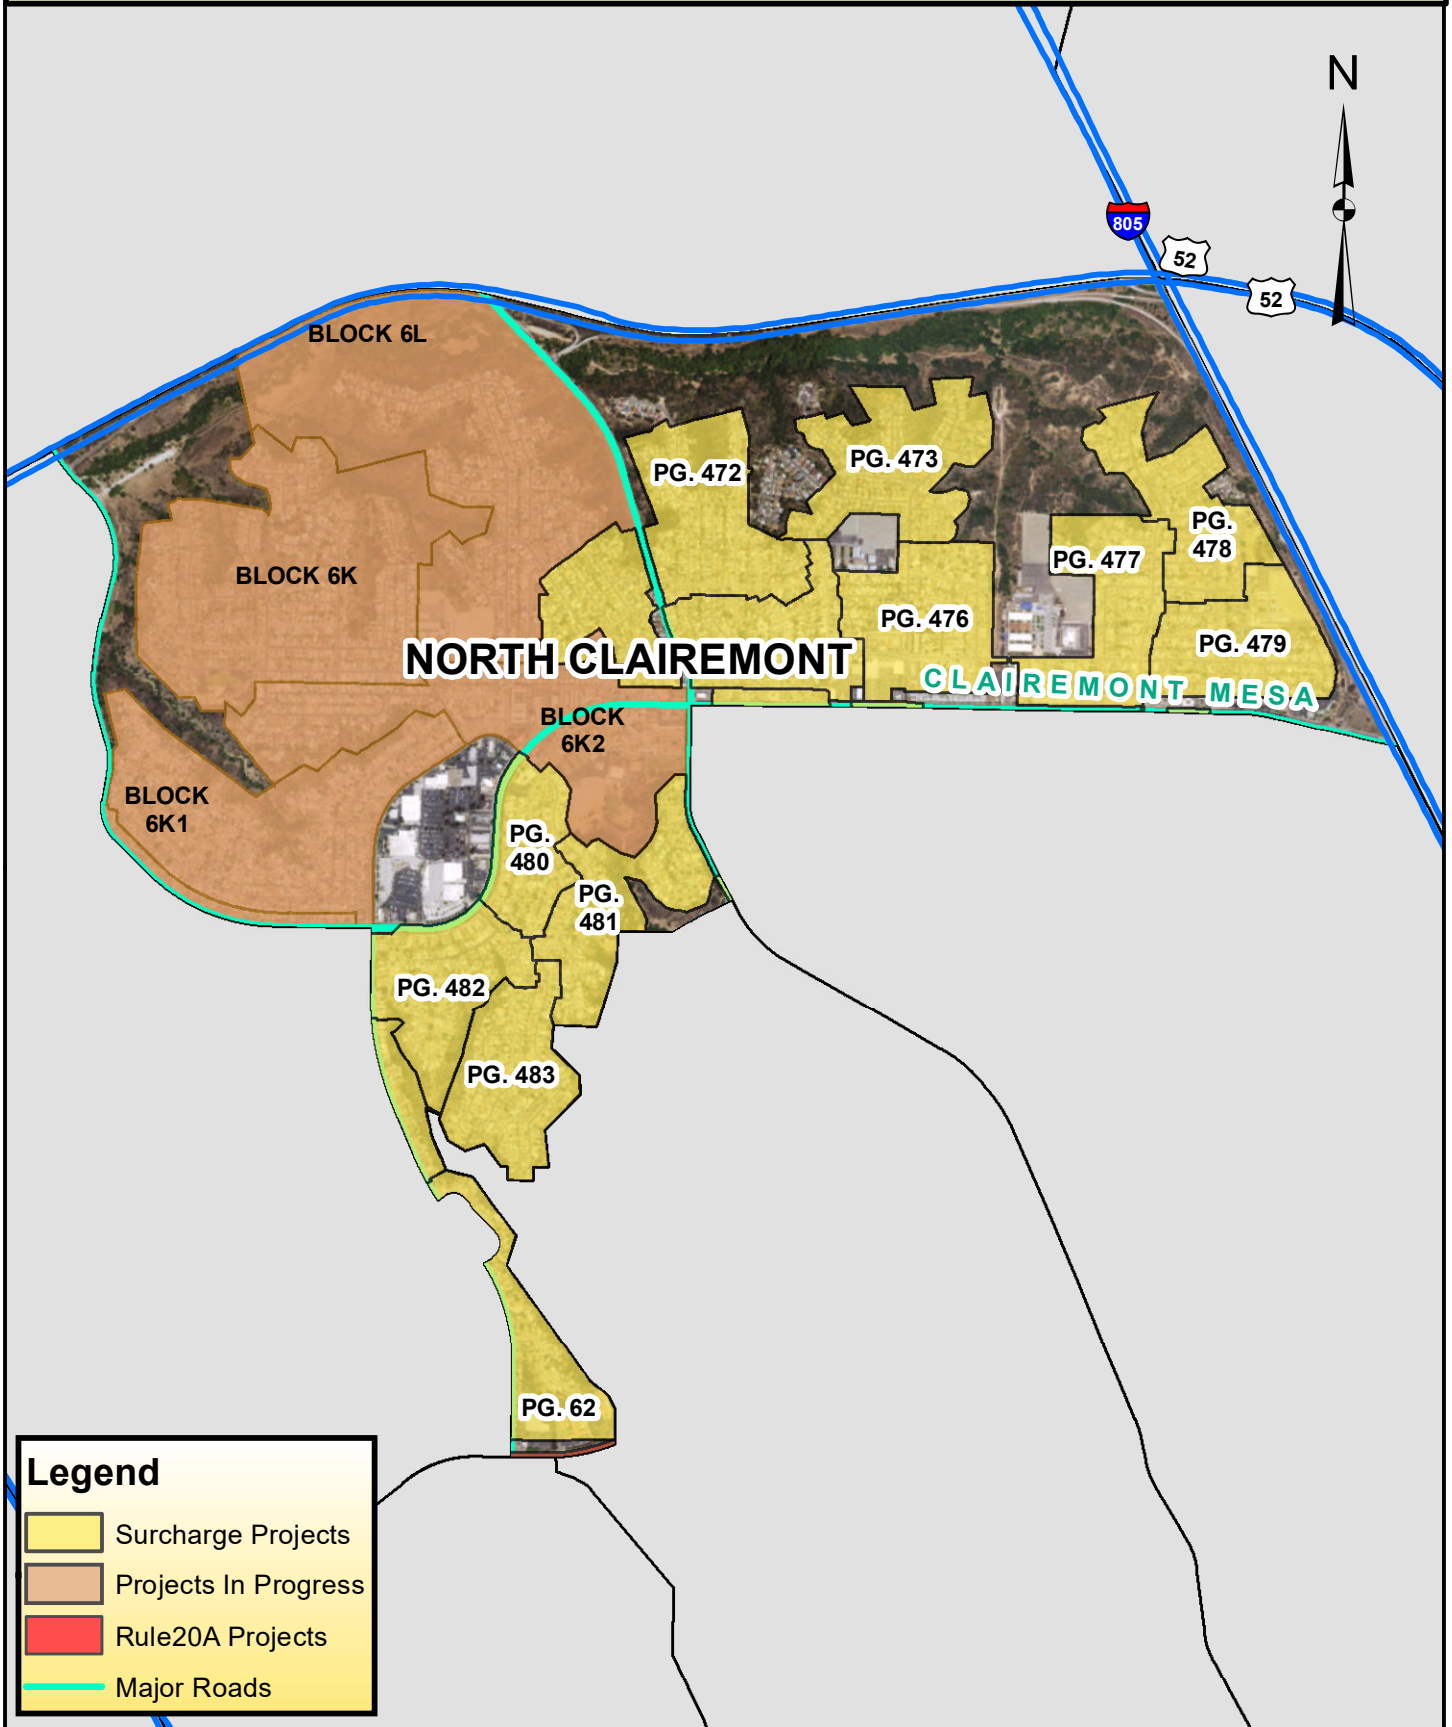 N
805
52
52
BLOCK 6L
PG. 472
PG. 473
PG.
478
PG. 477
BLOCK 6K
PG. 476
PG. 479
NORTH CLAIREMONT
CLAIREMONT MESA
BLOCK
6K2
BLOCK
6K1
PG.
480
PG.
481
PG. 482
PG. 483
PG. 62
Legend
Surcharge Projects
Projects In Progress
Rule20A Projects
Major Roads